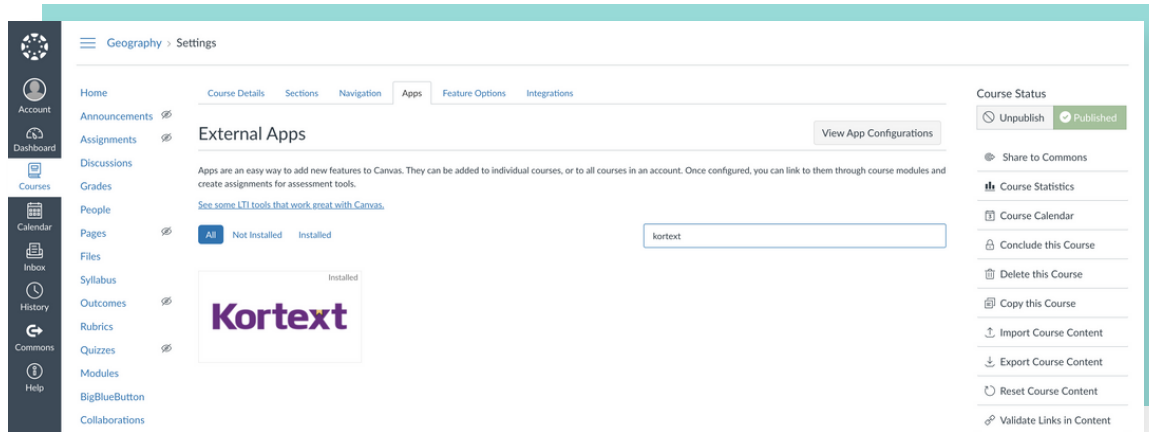 Geography › Settings
Account
Dashboard
Courses
Calendar
Inbox
History
Commons
Help
Home
Announcements
Assignments
Discussions
Grades
People
Pages
Files
Syllabus
Outcomes
Rubrics
Quizzes
Modules
BigBlueButton
Collaborations
Course Details Sections Navigation Apps Feature Options Integrations
External Apps
View App Configurations
Apps are an easy way to add new features to Canvas. They can be added to individual courses, or to all courses in an account. Once configured, you can link to them through course modules and
create assignments for assessment tools.
See some LTI tools that work great with Canvas.
All Not Installed Installed
kortext
Installed
Kortext
Course Status
Unpublish Published
Share to Commons
Course Statistics
Course Calendar
Conclude this Course
Delete this Course
Copy this Course
Import Course Content
Export Course Content
Reset Course Content
Validate Links in Content